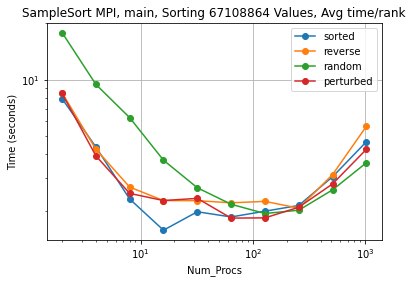 SampleSort MPI, main, Sorting 67108864 Values, Avg time/rank
sorted
reverse
random
perturbed
10¹
Time (seconds)
10¹ 10² 10³
Num_Procs